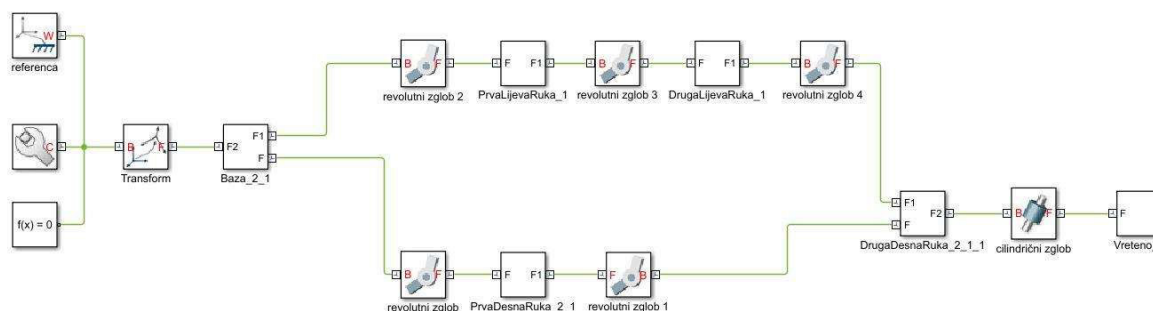 W
referenca
C
f(x) = 0
B F
Transform
F2 F1
F
Baza_2_1
B F
revolutni zglob 2
F F1
PrvaLijevaRuka_1
B F
revolutni zglob 3
F F1
DrugaLijevaRuka_1
B F
revolutni zglob 4
B F
revolutni zglob
F F1
PrvaDesnaRuka_2_1
F B
revolutni zglob 1
F1
F F2
DrugaDesnaRuka_2_1_1
B F
cilindrični zglob
F
Vreteno_